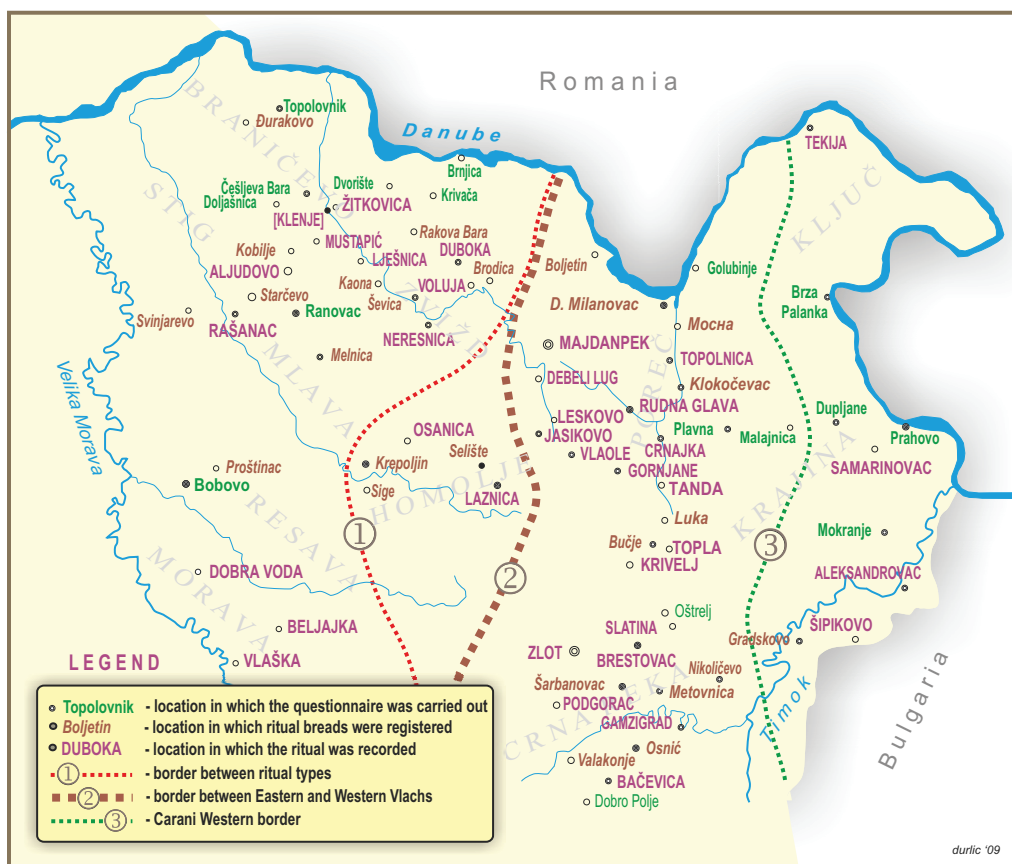 Romania
BRANIČEVO
Topolovnik
Đurakovo
Danube
TEKIJA
Brnjica
STIG
Dvorište
Krivača
Češljeva Bara
Doljašnica
ŽITKOVICA
[KLENJE]
KLJUČ
MUSTAPIĆ
Rakova Bara
Kobilje
LJEŠNICA
DUBOKA
Boljetin
Golubinje
ALJUDOVO
Kaona
VOLUJA
Brodica
Starčevo
Ševica
ZVIŽD
Brza
Palanka
Svinjarevo
RAŠANAC
Ranovac
D. Milanovac
Мосна
NERESNICA
MAJDANPEK
Melnica
TOPOLNICA
MLAVA
DEBELI LUG
Klokočevac
Velika Morava
POREČ
RUDNA GLAVA
LESKOVO
Dupljane
OSANICA
JASIKOVO
Plavna
Malajnica
Prahovo
CRNAJKA
VLAOLE
SAMARINOVAC
Proštinac
Krepoljin
Selište
GORNJANE
Bobovo
Sige
HOMOLJE
LAZNICA
TANDA
KRAJINA
RESAVA
Luka
Mokranje
1
2
3
Bučje
TOPLA
MORAVA
DOBRA VODA
KRIVELJ
ALEKSANDROVAC
Oštrelj
BELJAJKA
SLATINA
ŠIPIKOVO
Gradskovo
ZLOT
BRESTOVAC
VLAŠKA
Nikoličevo
Šarbanovac
Metovnica
Timok
PODGORAC
GAMZIGRAD
CRNA REKA
Bulgaria
Osnić
Valakonje
BAČEVICA
Dobro Polje
LEGEND
Topolovnik - location in which the questionnaire was carried out
Boljetin - location in which ritual breads were registered
DUBOKA - location in which the ritual was recorded
1 - border between ritual types
2 - border between Eastern and Western Vlachs
3 - Carani Western border
durlic '09